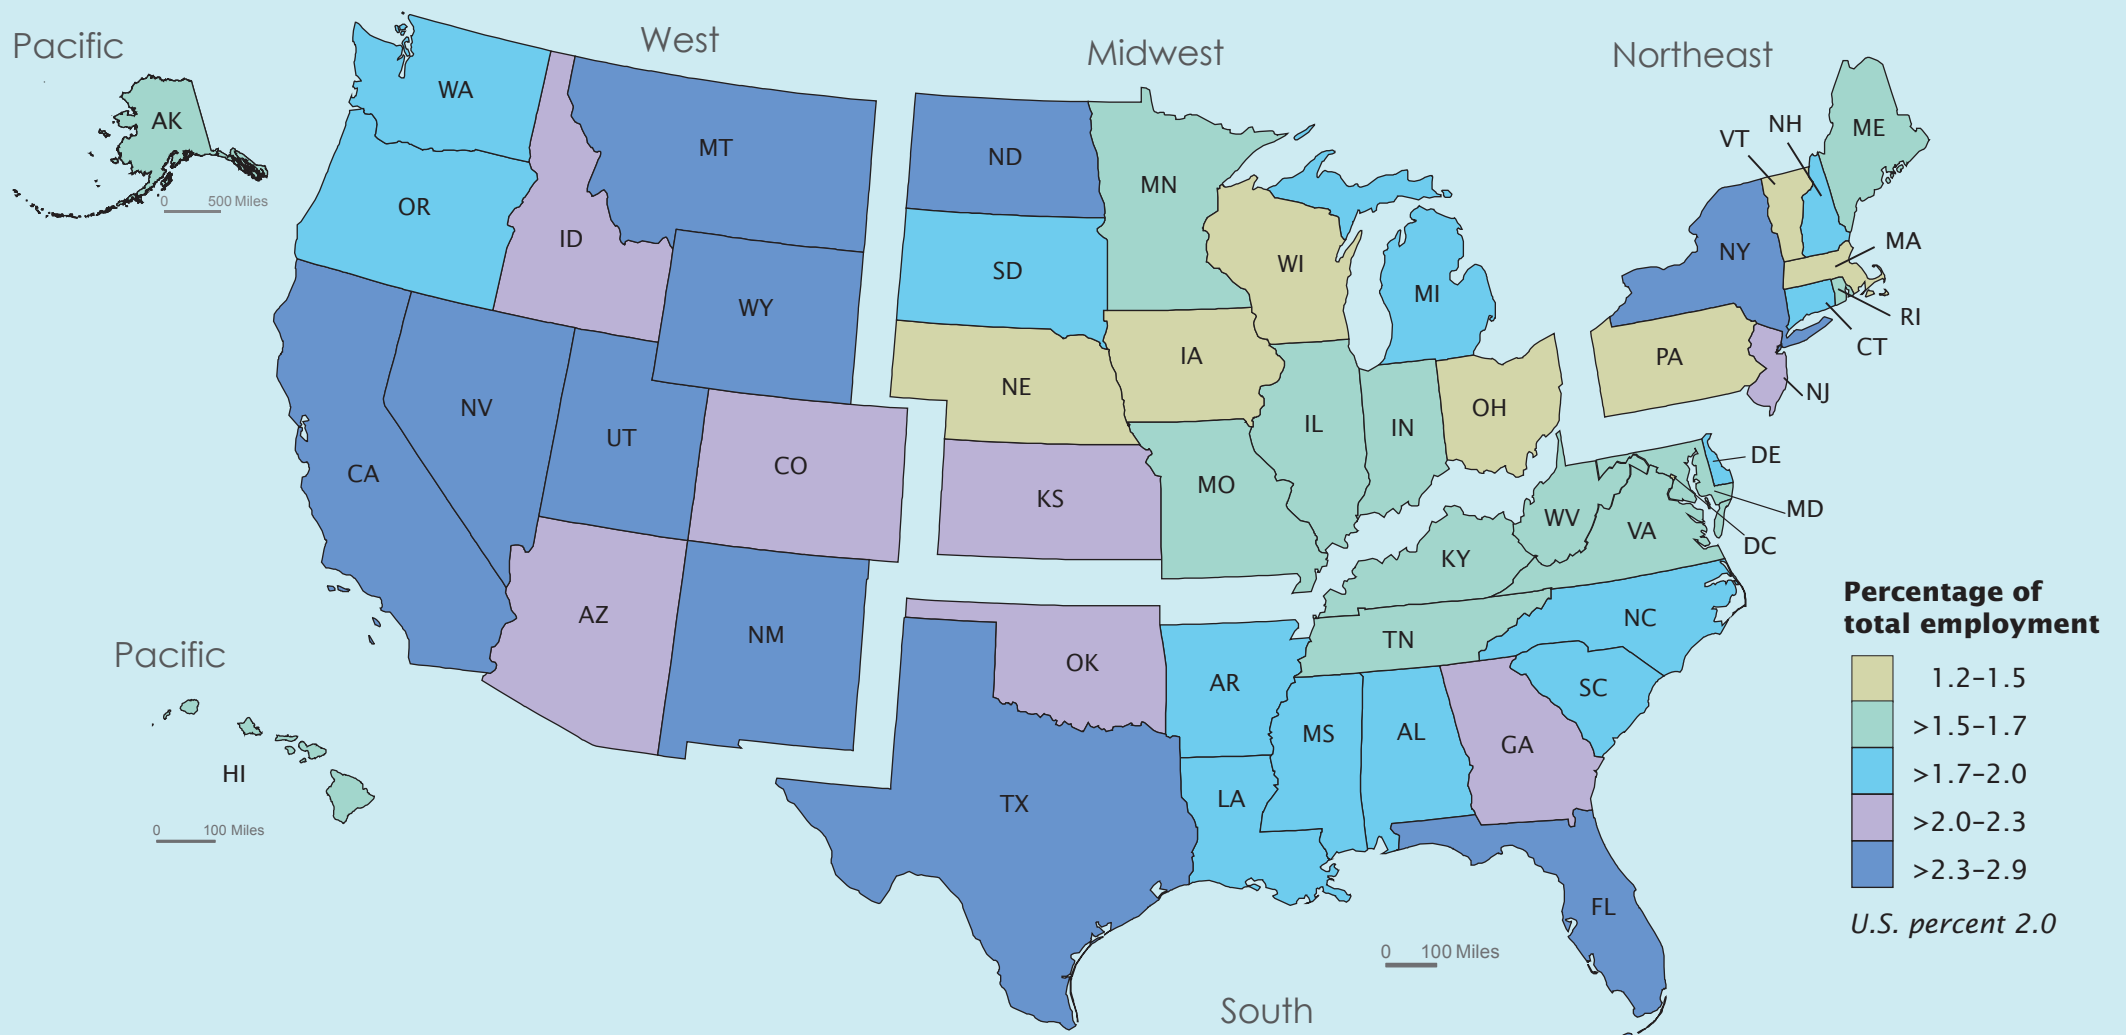 Pacific
West
Midwest
Northeast
AK
0 500 Miles
WA
OR
ID
MT
WY
CA
NV
UT
CO
AZ
NM
ND
SD
NE
KS
MN
IA
MO
WI
IL
IN
MI
OH
VT
NH
ME
NY
MA
RI
CT
PA
NJ
DE
MD
DC
WV
VA
KY
TN
NC
SC
OK
AR
TX
LA
MS
AL
GA
FL
Pacific
HI
0 100 Miles
0 100 Miles
South
Percentage of
total employment
1.2–1.5
>1.5–1.7
>1.7–2.0
>2.0–2.3
>2.3–2.9
U.S. percent 2.0